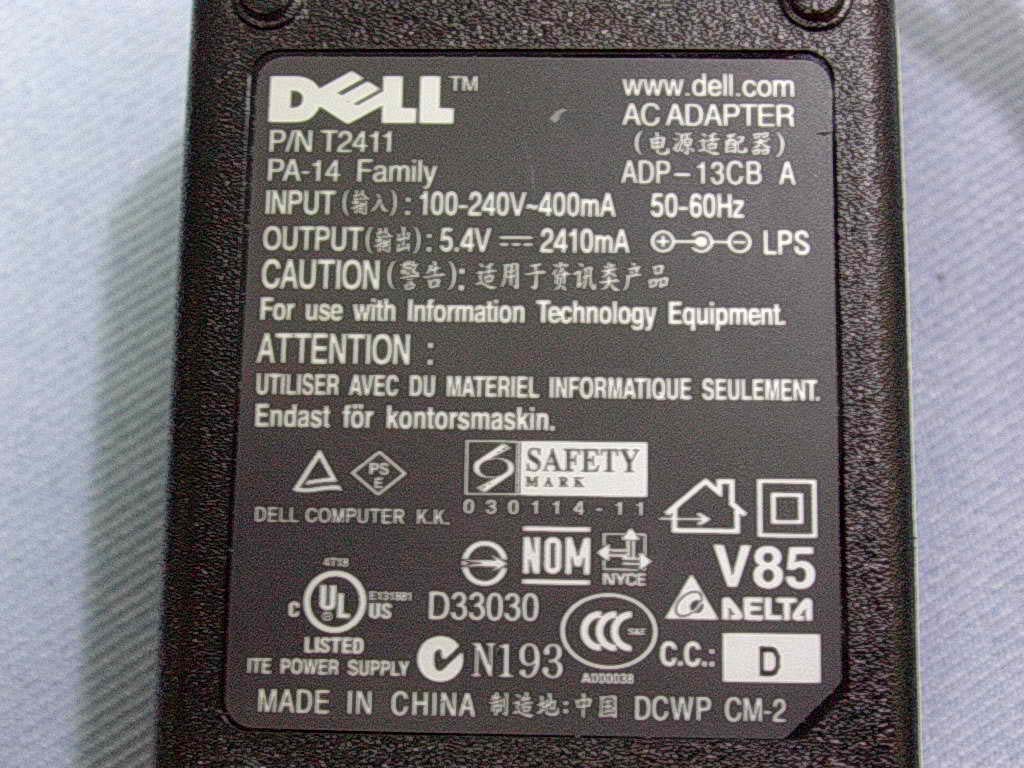 DELL™
www.dell.com
P/N T2411
AC ADAPTER
(电源适配器)
PA-14 Family
ADP-13CB A
INPUT(输入): 100-240V~400mA 50-60Hz
OUTPUT(输出): 5.4V 2410mA LPS
CAUTION(警告): 适用于资讯类产品
For use with Information Technology Equipment.
ATTENTION :
UTILISER AVEC DU MATERIEL INFORMATIQUE SEULEMENT.
Endast för kontorsmaskin.
PS
E
SAFETY
MARK
030114-11
DELL COMPUTER K.K.
NOM
NYCE
V85
C UL US
E131881
D33030
DELTA
LISTED
ITE POWER SUPPLY
N193
CCC S&E
A000038
C.C.: D
MADE IN CHINA 制造地:中国 DCWP CM-2